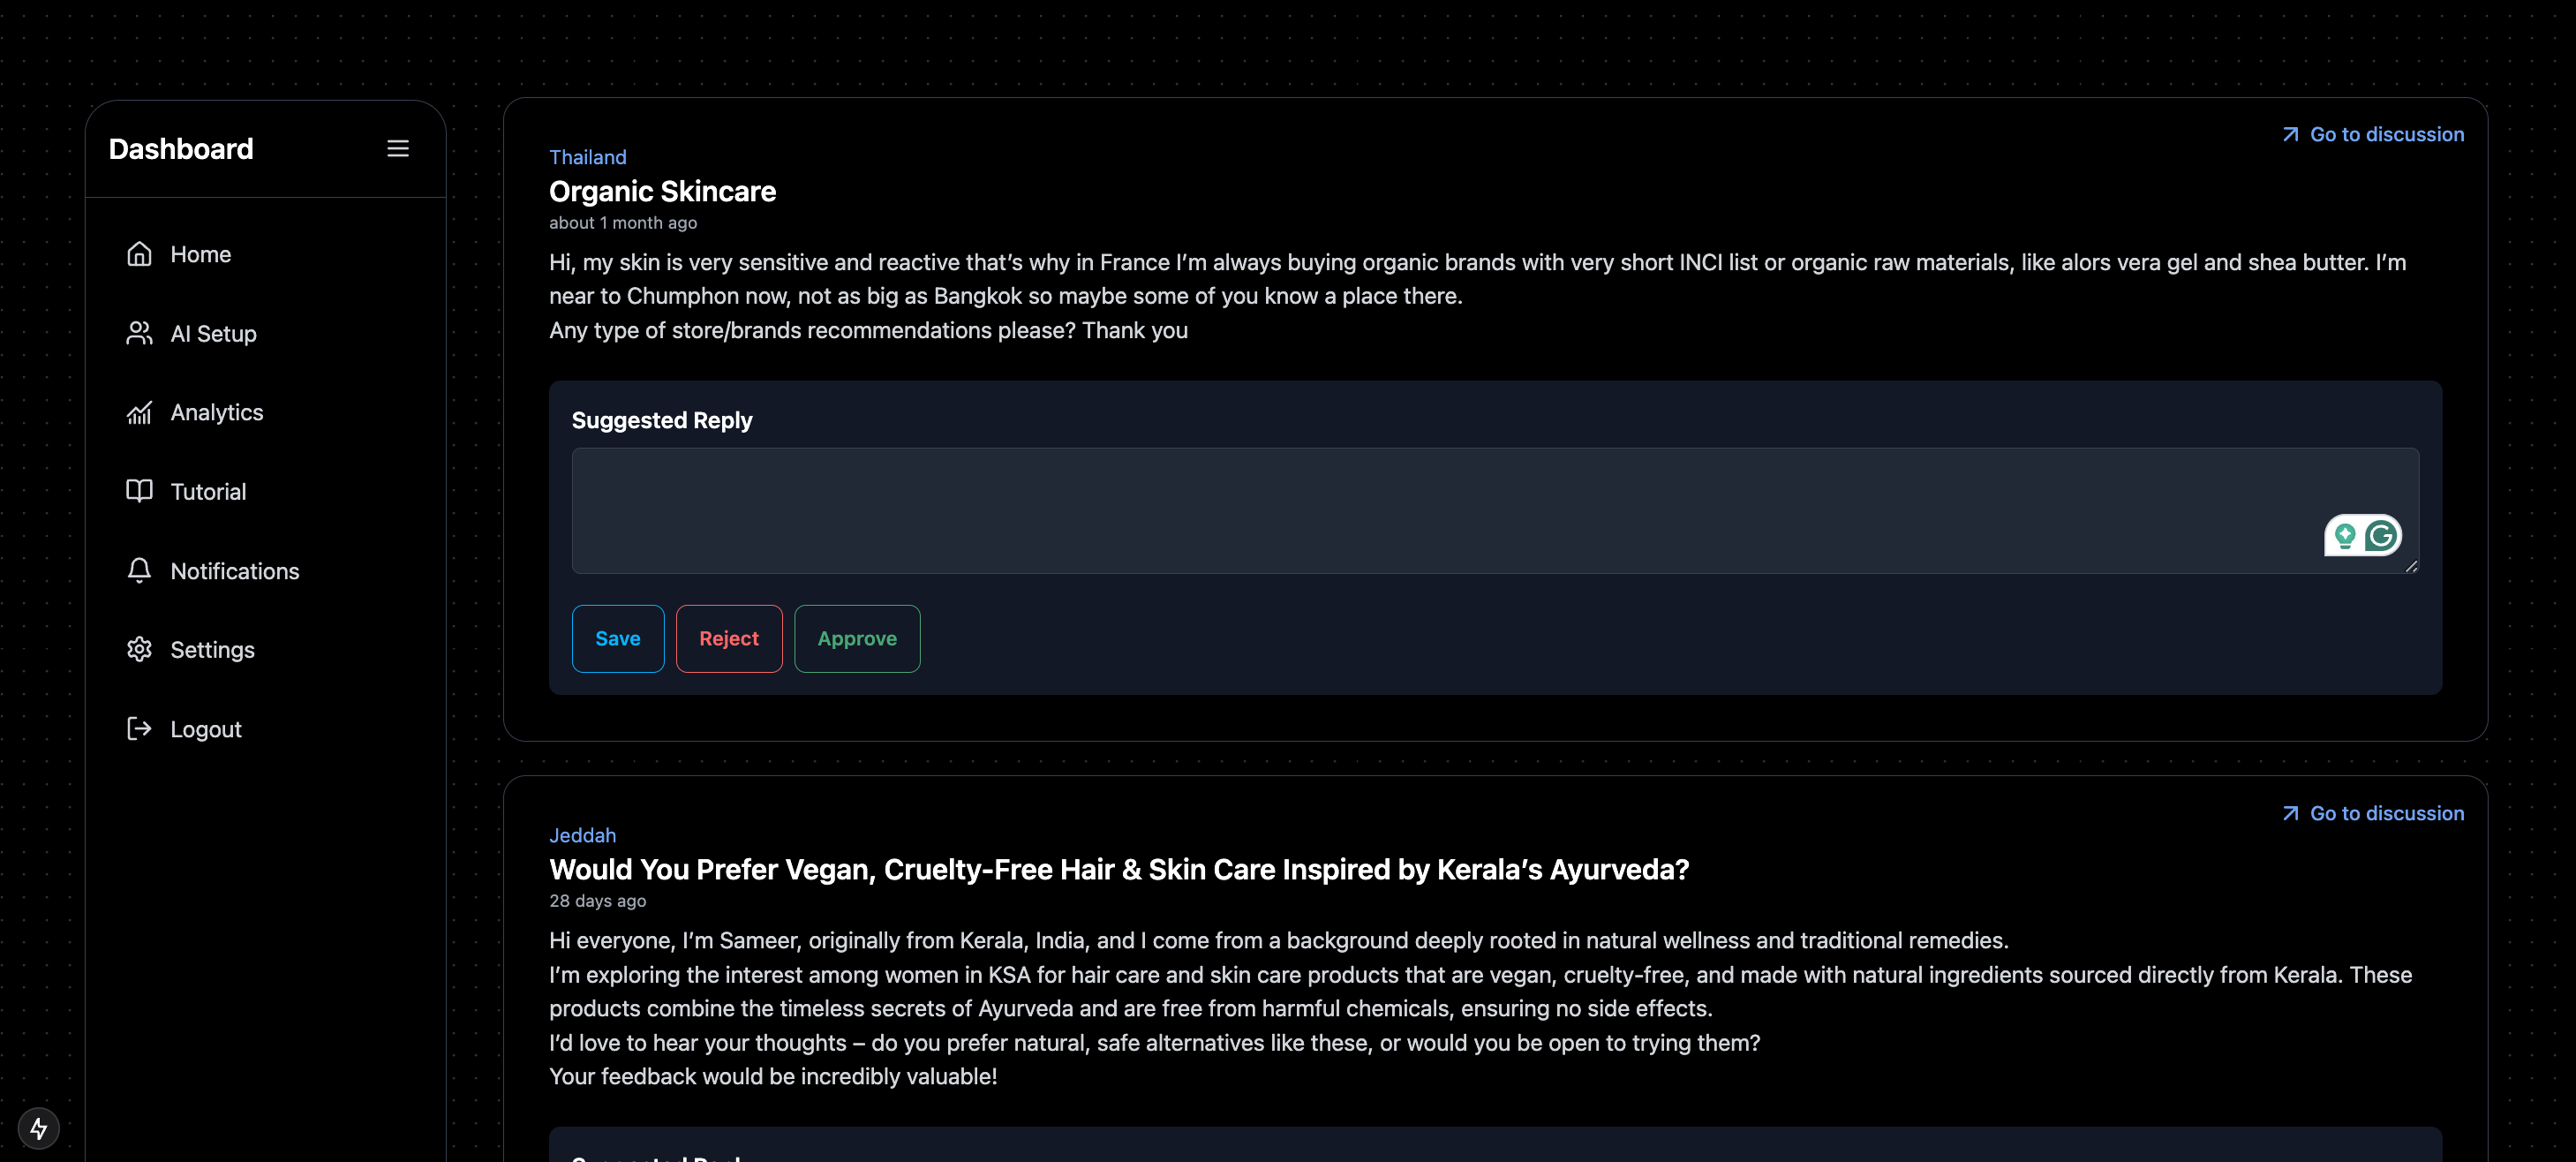 Dashboard
Home
AI Setup
Analytics
Tutorial
Notifications
Settings
Logout
Go to discussion
Thailand
Organic Skincare
about 1 month ago
Hi, my skin is very sensitive and reactive that’s why in France I’m always buying organic brands with very short INCI list or organic raw materials, like alors vera gel and shea butter. I’m
near to Chumphon now, not as big as Bangkok so maybe some of you know a place there.
Any type of store/brands recommendations please? Thank you
Suggested Reply
Save
Reject
Approve
Go to discussion
Jeddah
Would You Prefer Vegan, Cruelty-Free Hair & Skin Care Inspired by Kerala’s Ayurveda?
28 days ago
Hi everyone, I’m Sameer, originally from Kerala, India, and I come from a background deeply rooted in natural wellness and traditional remedies.
I’m exploring the interest among women in KSA for hair care and skin care products that are vegan, cruelty-free, and made with natural ingredients sourced directly from Kerala. These
products combine the timeless secrets of Ayurveda and are free from harmful chemicals, ensuring no side effects.
I’d love to hear your thoughts – do you prefer natural, safe alternatives like these, or would you be open to trying them?
Your feedback would be incredibly valuable!